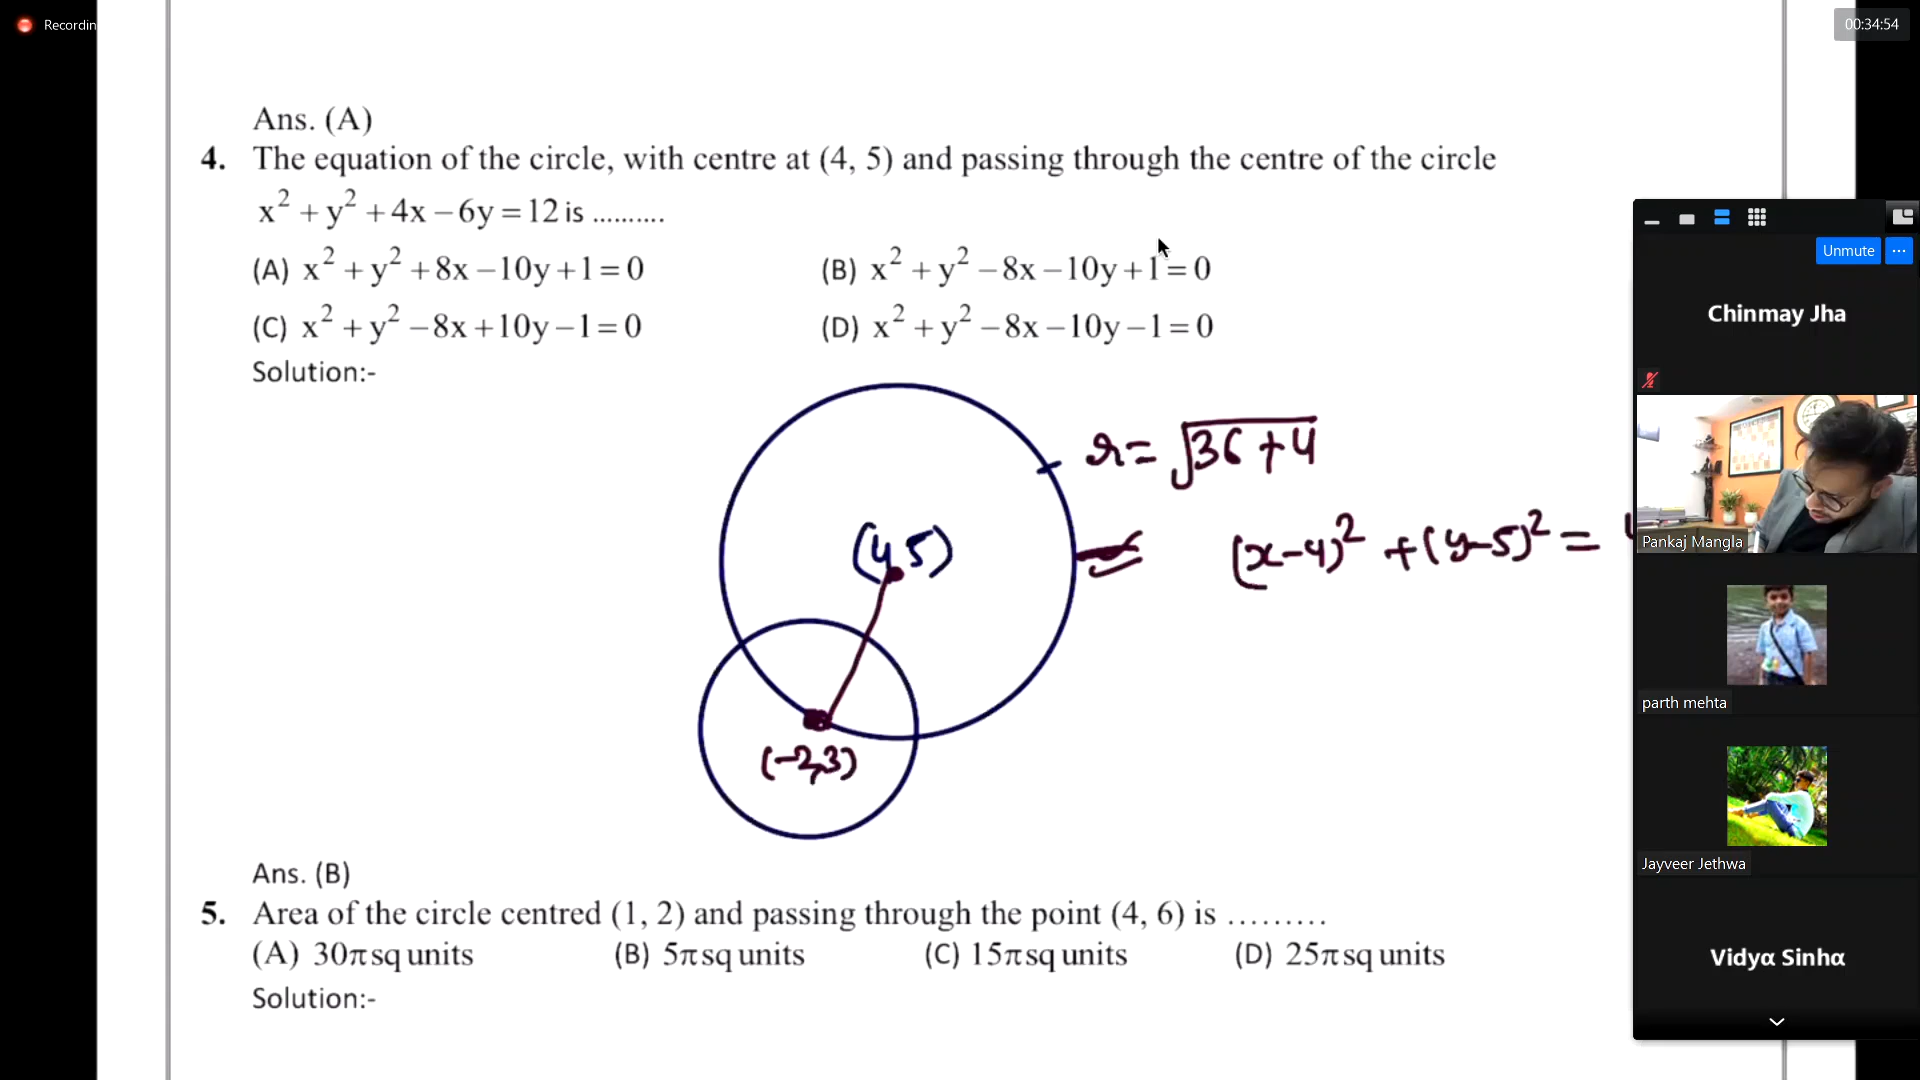 Recordin
00:34:54
Ans. (A)
4. The equation of the circle, with centre at (4, 5) and passing through the centre of the circle
x² + y² + 4x – 6y = 12 is ..........
(A) x² + y² + 8x – 10y + 1 = 0 (B) x² + y² – 8x – 10y + 1 = 0
(C) x² + y² – 8x + 10y – 1 = 0 (D) x² + y² – 8x – 10y – 1 = 0
Solution:-
r = √36 + 4
(4,5)
(x-4)² + (y-5)² =
(-2,3)
Ans. (B)
5. Area of the circle centred (1, 2) and passing through the point (4, 6) is .........
(A) 30π sq units (B) 5π sq units (C) 15π sq units (D) 25π sq units
Solution:-
Unmute ...
Chinmay Jha
Pankaj Mangla
parth mehta
Jayveer Jethwa
Vidyα Sinhα